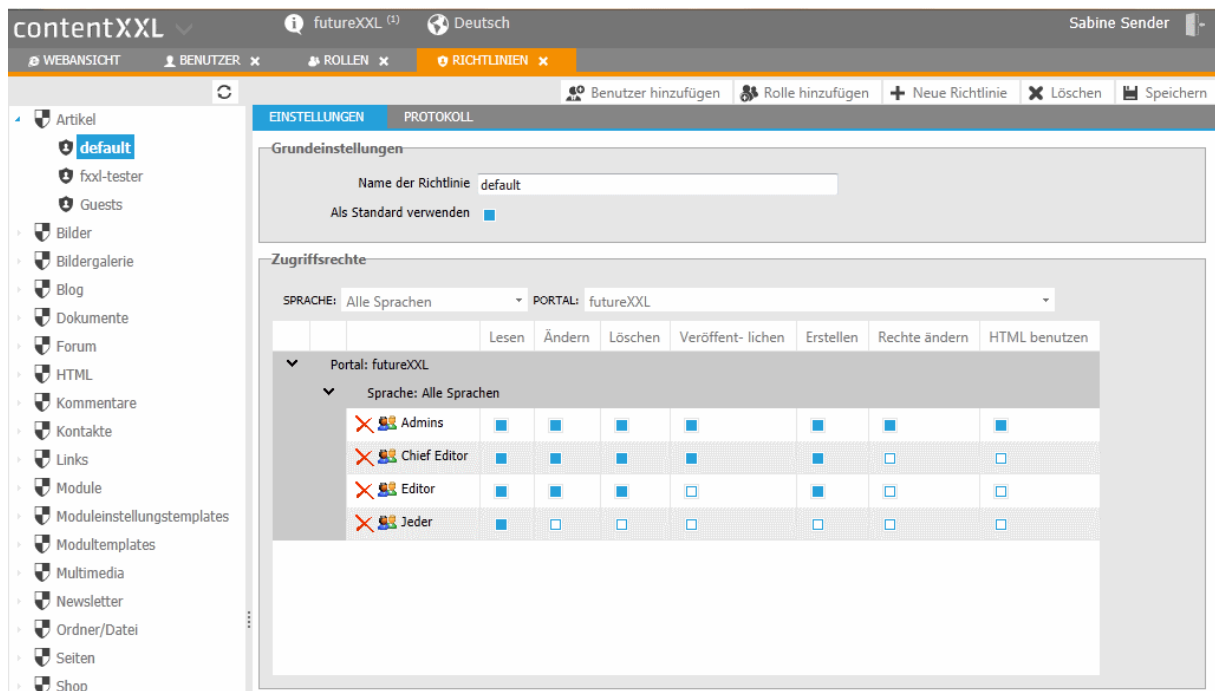 contentXXL
futureXXL (1)
Deutsch
Sabine Sender
WEBANSICHT
BENUTZER
ROLLEN
RICHTLINIEN
Benutzer hinzufügen
Rolle hinzufügen
Neue Richtlinie
Löschen
Speichern
Artikel
default
fxxl-tester
Guests
Bilder
Bildergalerie
Blog
Dokumente
Forum
HTML
Kommentare
Kontakte
Links
Module
Moduleinstellungstemplates
Modultemplates
Multimedia
Newsletter
Ordner/Datei
Seiten
Shop
EINSTELLUNGEN
PROTOKOLL
Grundeinstellungen
Name der Richtlinie default
Als Standard verwenden
Zugriffsrechte
SPRACHE: Alle Sprachen PORTAL: futureXXL
Lesen Ändern Löschen Veröffent- lichen Erstellen Rechte ändern HTML benutzen
Portal: futureXXL
Sprache: Alle Sprachen
Admins
Chief Editor
Editor
Jeder